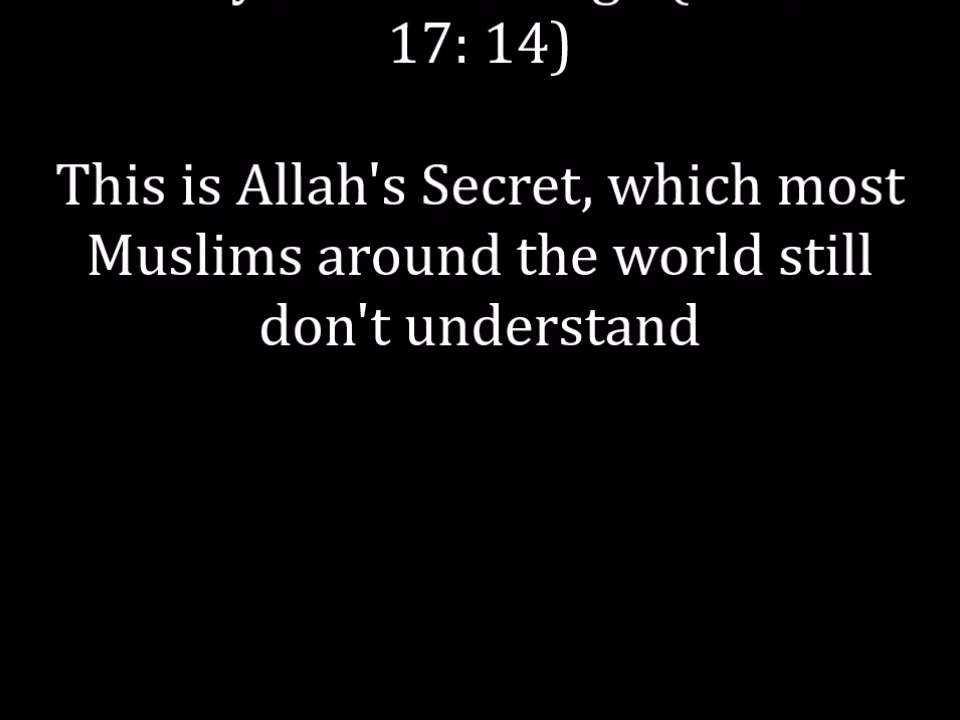 17: 14)
This is Allah's Secret, which most
Muslims around the world still
don't understand